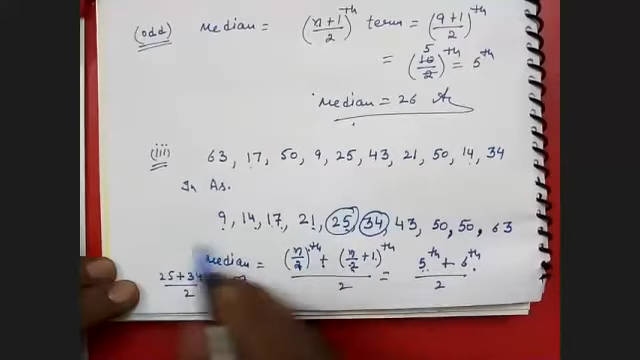 (odd) Median = (n+1/2)^th term = (9+1/2)^th
= (10/2)^th 5 = 5^th
Median = 26
(iii) 63, 17, 50, 9, 25, 43, 21, 50, 14, 34
In As.
9, 14, 17, 21, 25, 34, 43, 50, 50, 63
Median = (n/2)^th + (n/2 + 1)^th / 2 = 5^th + 6^th / 2
25+34 / 2